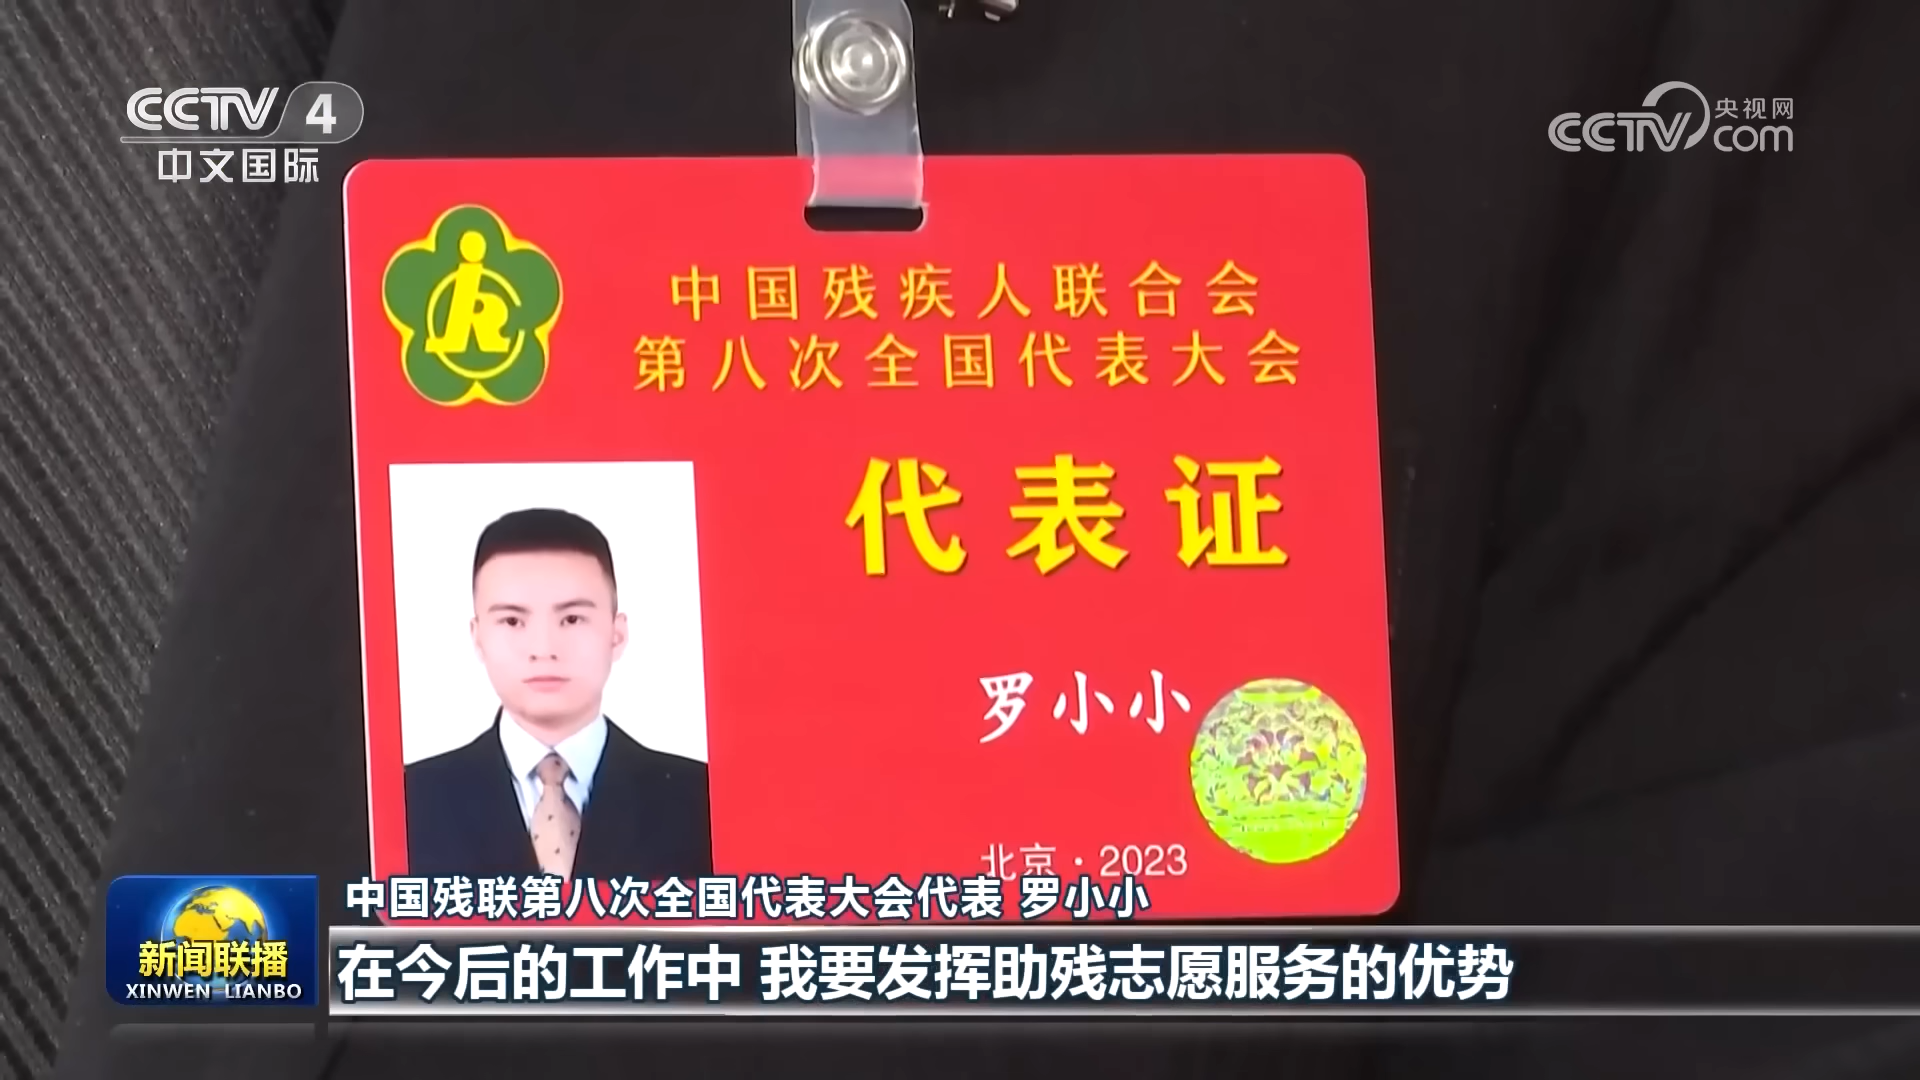 CCTV 4
中文国际
央视网
CCTV.com
中国残疾人联合会
第八次全国代表大会
代表证
罗小小
北京·2023
中国残联第八次全国代表大会代表 罗小小
新闻联播
XINWEN LIANBO
在今后的工作中 我要发挥助残志愿服务的优势